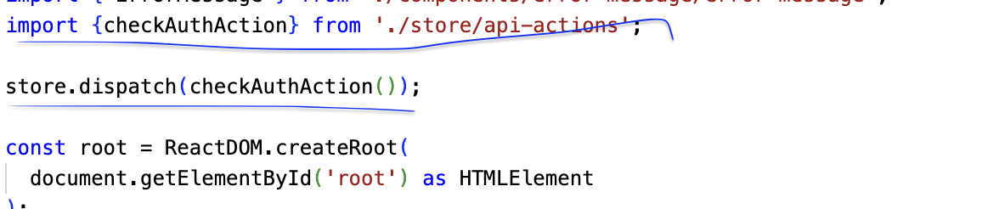 import { ErrorMessage } from './components/error-message/error-message';
import {checkAuthAction} from './store/api-actions';
store.dispatch(checkAuthAction());
const root = ReactDOM.createRoot(
document.getElementById('root') as HTMLElement
);